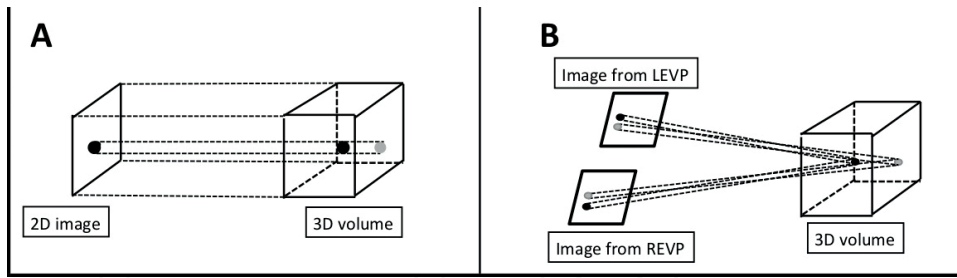 A
2D image
3D volume
B
Image from LEVP
Image from REVP
3D volume